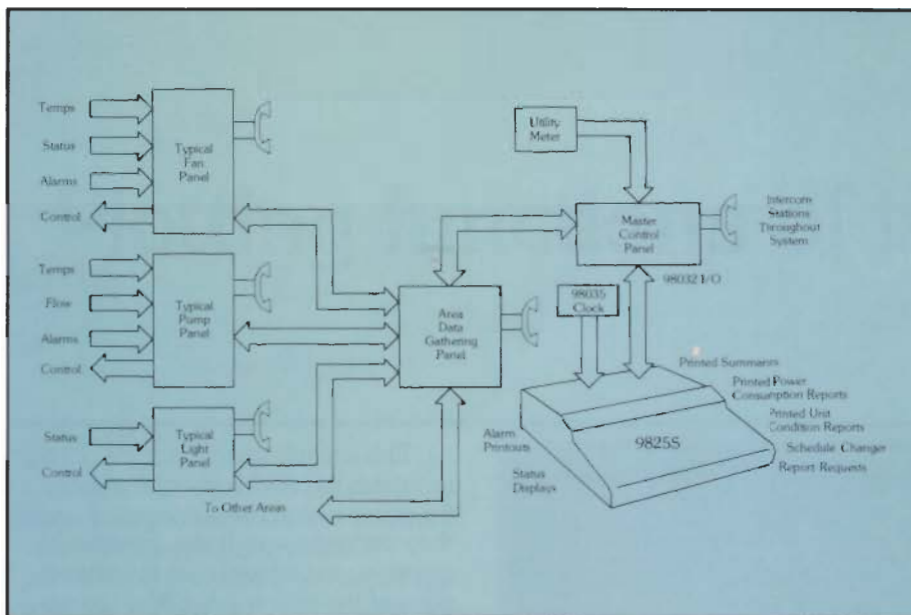 Temps
Status
Alarms
Control
Typical
Fan
Panel
Temps
Flow
Alarms
Control
Typical
Pump
Panel
Status
Control
Typical
Light
Panel
To Other Areas
Area
Data
Gathering
Panel
Utility
Meter
Master
Control
Panel
Intercom
Stations
Throughout
System
98032 I/O
98035
Clock
9825S
Alarm
Printouts
Status
Displays
Printed Summaries
Printed Power
Consumption Reports
Printed Unit
Condition Reports
Schedule Changer
Report Requests